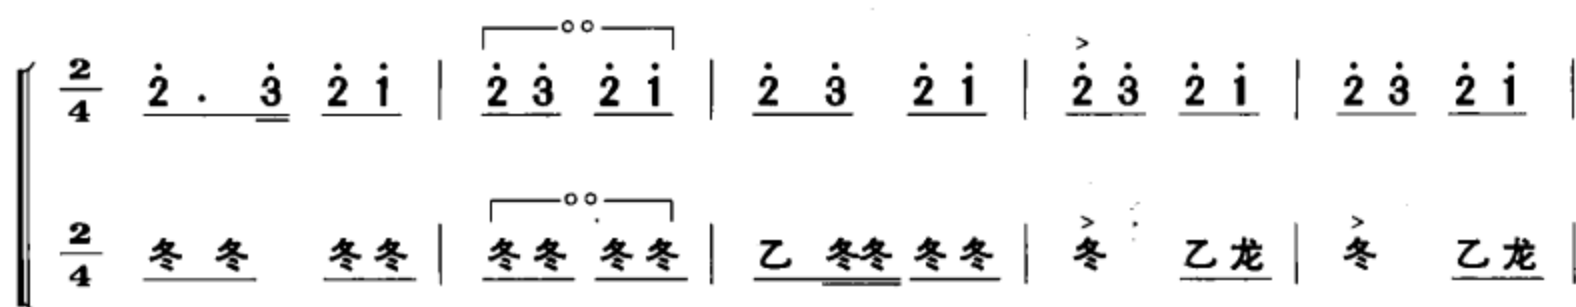 2/4 2 . 3 2 1 | 2 3 2 1 | 2 3 2 1 | 2 3 2 1 | 2 3 2 1 |
2/4 冬 冬 冬 冬 | 冬 冬 冬 冬 | 乙 冬冬 冬 冬 | 冬 乙 龙 | 冬 乙 龙 |